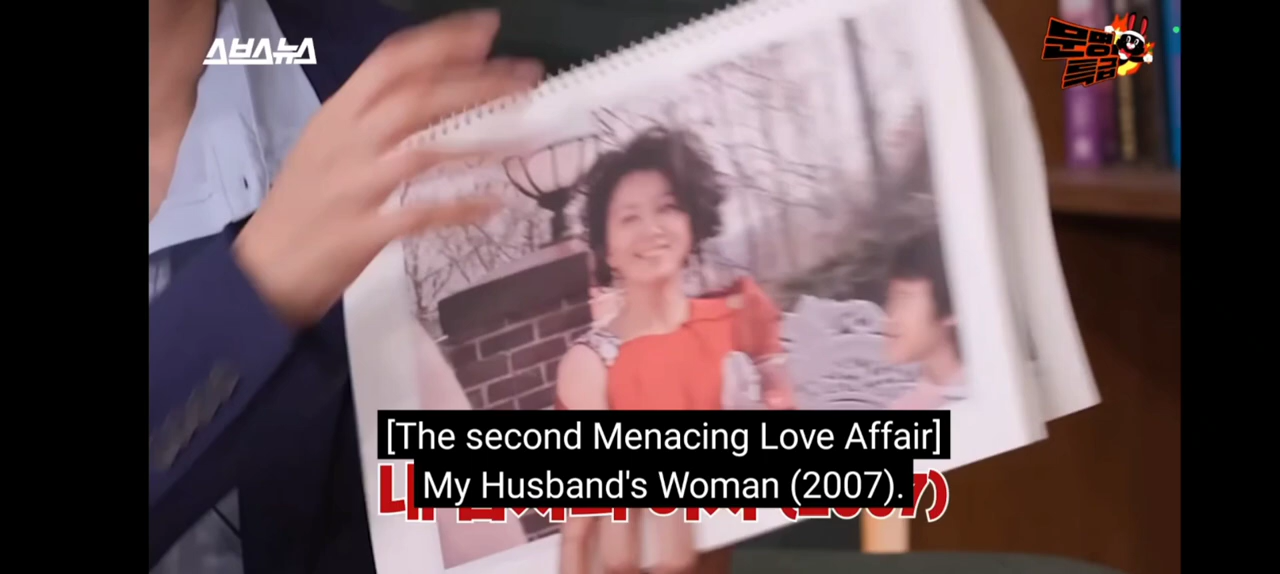 스브스뉴스
문명
특급
[The second Menacing Love Affair]
My Husband's Woman (2007).